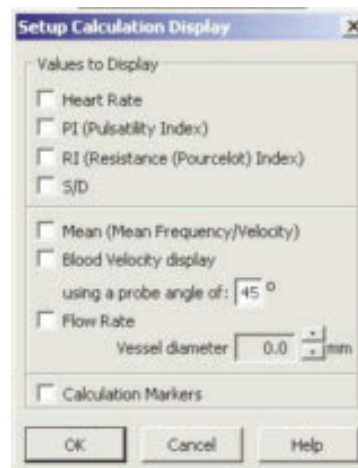 Setup Calculation Display
Values to Display
Heart Rate
PI (Pulsatility Index)
RI (Resistance (Pourcelot) Index)
S/D
Mean (Mean Frequency/Velocity)
Blood Velocity display
using a probe angle of: 45 °
Flow Rate
Vessel diameter 0.0 mm
Calculation Markers
OK Cancel Help